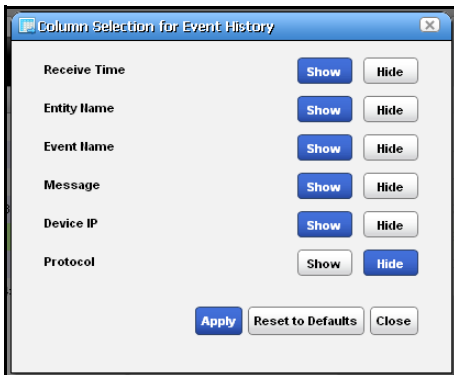 Column Selection for Event History
Receive Time Show Hide
Entity Name Show Hide
Event Name Show Hide
Message Show Hide
Device IP Show Hide
Protocol Show Hide
Apply Reset to Defaults Close